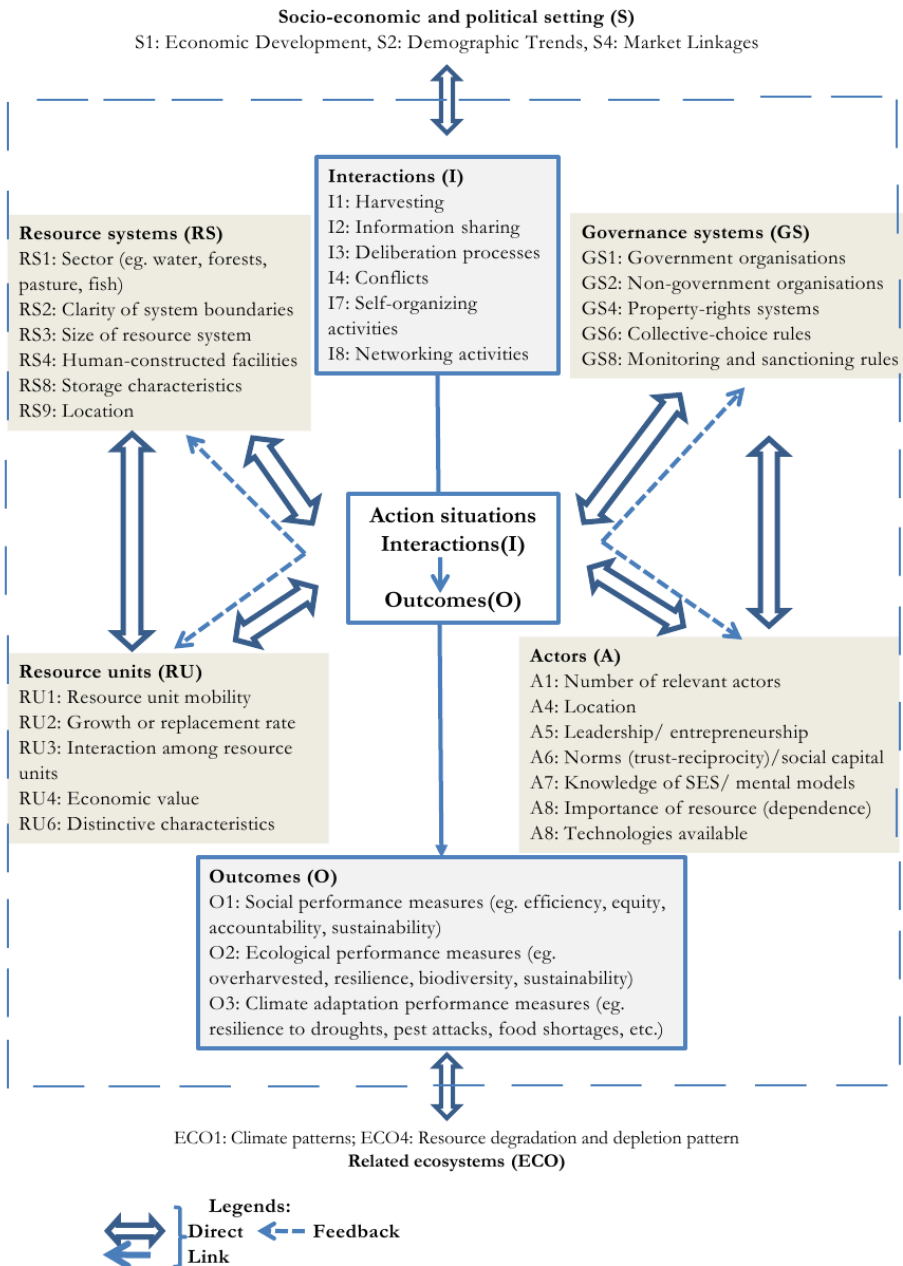 Socio-economic and political setting (S)
S1: Economic Development, S2: Demographic Trends, S4: Market Linkages
Interactions (I)
I1: Harvesting
I2: Information sharing
I3: Deliberation processes
I4: Conflicts
I7: Self-organizing
activities
I8: Networking activities
Resource systems (RS)
RS1: Sector (eg. water, forests,
pasture, fish)
RS2: Clarity of system boundaries
RS3: Size of resource system
RS4: Human-constructed facilities
RS8: Storage characteristics
RS9: Location
Governance systems (GS)
GS1: Government organisations
GS2: Non-government organisations
GS4: Property-rights systems
GS6: Collective-choice rules
GS8: Monitoring and sanctioning rules
Action situations
Interactions(I)
Outcomes(O)
Resource units (RU)
RU1: Resource unit mobility
RU2: Growth or replacement rate
RU3: Interaction among resource
units
RU4: Economic value
RU6: Distinctive characteristics
Actors (A)
A1: Number of relevant actors
A4: Location
A5: Leadership/ entrepreneurship
A6: Norms (trust-reciprocity)/social capital
A7: Knowledge of SES/ mental models
A8: Importance of resource (dependence)
A8: Technologies available
Outcomes (O)
O1: Social performance measures (eg. efficiency, equity,
accountability, sustainability)
O2: Ecological performance measures (eg.
overharvested, resilience, biodiversity, sustainability)
O3: Climate adaptation performance measures (eg.
resilience to droughts, pest attacks, food shortages, etc.)
ECO1: Climate patterns; ECO4: Resource degradation and depletion pattern
Related ecosystems (ECO)
Legends:
Direct Feedback
Link